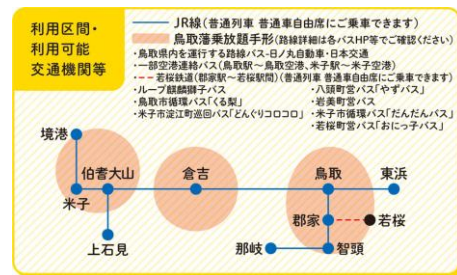 利用区間・
利用可能
交通機関等
JR線(普通列車 普通車自由席にご乗車できます)
鳥取藩乗放題手形(路線詳細は各バスHP等でご確認ください)
・鳥取県内を運行する路線バス-日ノ丸自動車・日本交通
・一部空港連絡バス(鳥取駅〜鳥取空港、米子駅〜米子空港)
・若桜鉄道(郡家駅〜若桜駅間)(普通列車 普通車自由席にご乗車できます)
・ループ麒麟獅子バス
・八頭町営バス「やずバス」
・鳥取市循環バス「くる梨」
・岩美町営バス
・米子市淀江町巡回バス「どんぐりコロコロ」
・米子市循環バス「だんだんバス」
・若桜町営バス「おにっ子バス」
境港
伯耆大山
倉吉
鳥取
東浜
米子
郡家
若桜
上石見
那岐
智頭